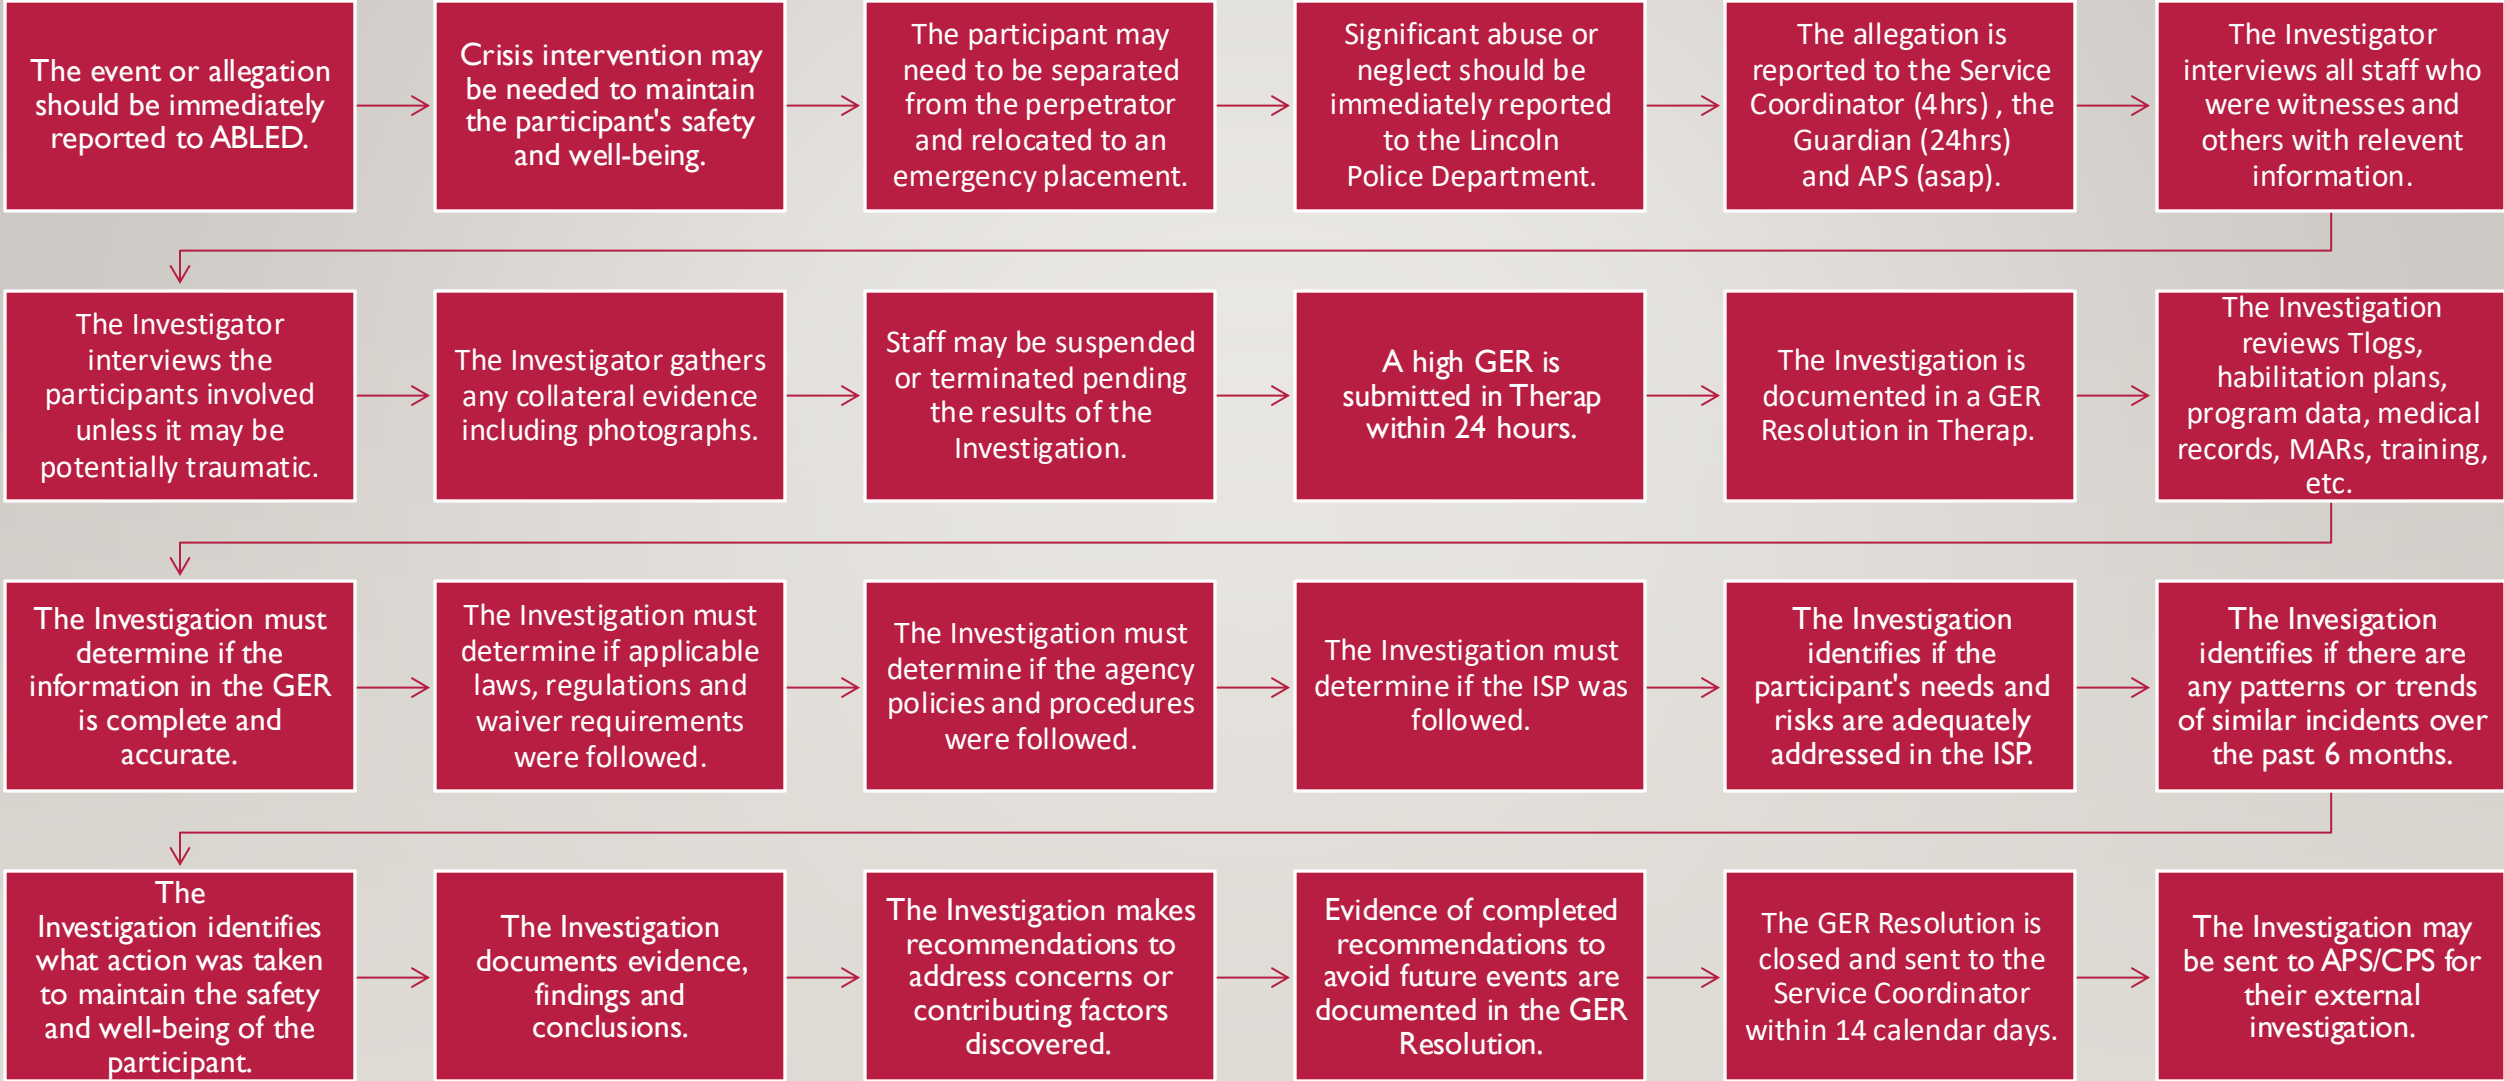 The event or allegation
should be immediately
reported to ABLED.
Crisis intervention may
be needed to maintain
the participant's safety
and well-being.
The participant may
need to be separated
from the perpetrator
and relocated to an
emergency placement.
Significant abuse or
neglect should be
immediately reported
to the Lincoln
Police Department.
The allegation is
reported to the Service
Coordinator (4hrs) , the
Guardian (24hrs)
and APS (asap).
The Investigator
interviews all staff who
were witnesses and
others with relevent
information.
The Investigator
interviews the
participants involved
unless it may be
potentially traumatic.
The Investigator gathers
any collateral evidence
including photographs.
Staff may be suspended
or terminated pending
the results of the
Investigation.
A high GER is
submitted in Therap
within 24 hours.
The Investigation is
documented in a GER
Resolution in Therap.
The Investigation
reviews Tlogs,
habilitation plans,
program data, medical
records, MARs, training,
etc.
The Investigation must
determine if the
information in the GER
is complete and
accurate.
The Investigation must
determine if applicable
laws, regulations and
waiver requirements
were followed.
The Investigation must
determine if the agency
policies and procedures
were followed.
The Investigation must
determine if the ISP was
followed.
The Investigation
identifies if the
participant's needs and
risks are adequately
addressed in the ISP.
The Invesigation
identifies if there are
any patterns or trends
of similar incidents over
the past 6 months.
The
Investigation identifies
what action was taken
to maintain the safety
and well-being of the
participant.
The Investigation
documents evidence,
findings and
conclusions.
The Investigation makes
recommendations to
address concerns or
contributing factors
discovered.
Evidence of completed
recommendations to
avoid future events are
documented in the GER
Resolution.
The GER Resolution is
closed and sent to the
Service Coordinator
within 14 calendar days.
The Investigation may
be sent to APS/CPS for
their external
investigation.